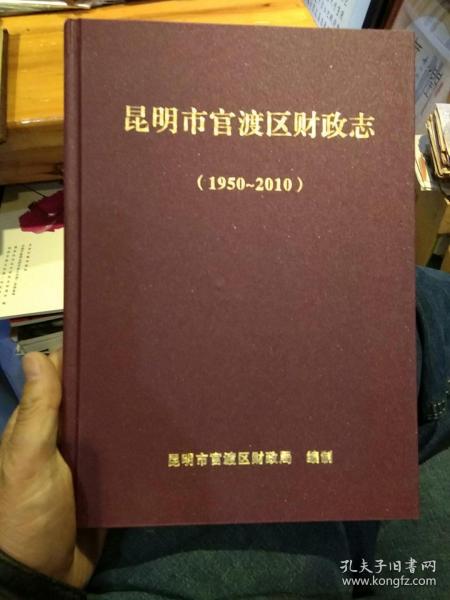 昆明市官渡区财政志
（1950~2010）
昆明市官渡区财政局 编制
孔夫子旧书网
www.kongfz.com